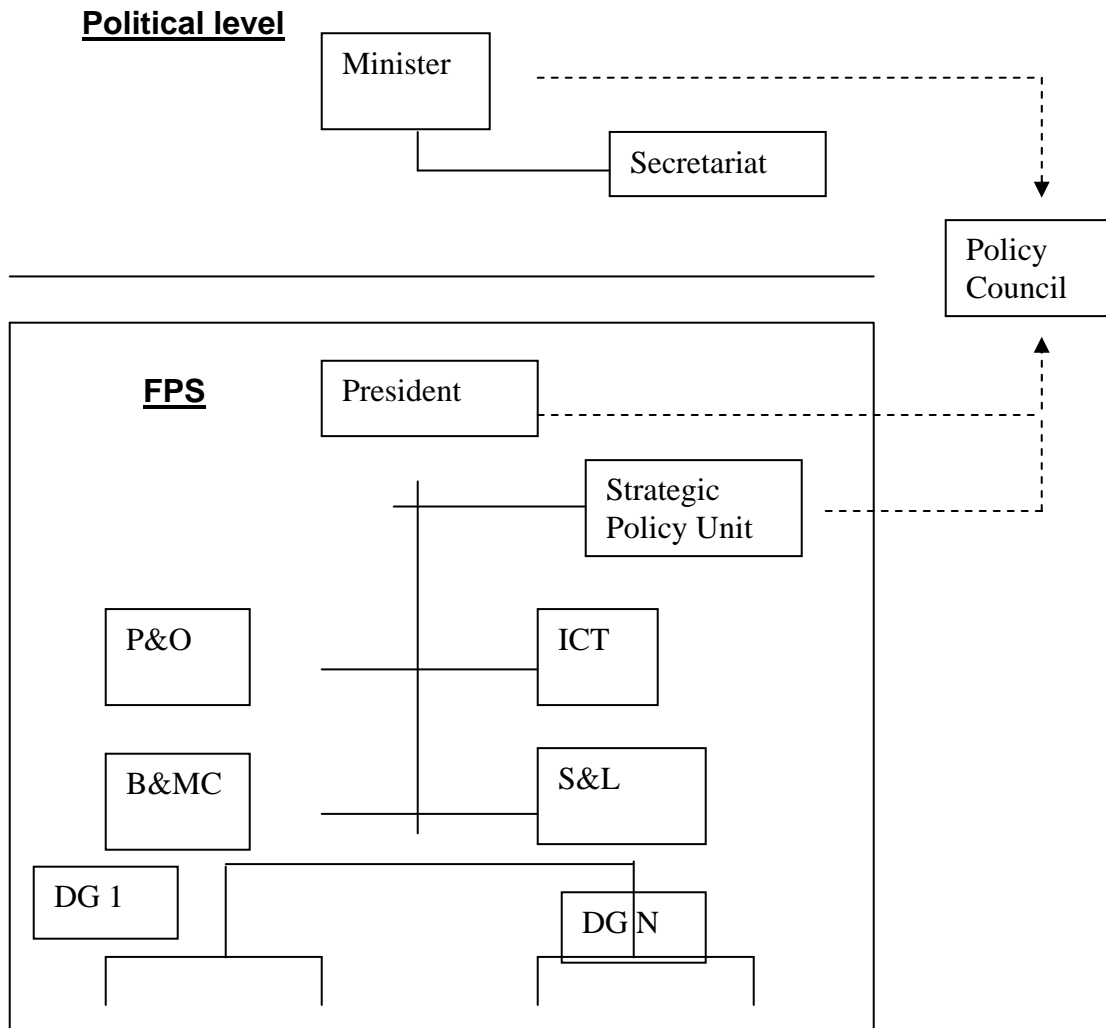 Political level
Minister
Secretariat
Policy
Council
FPS
President
Strategic
Policy Unit
P&O
ICT
B&MC
S&L
DG 1
DG N